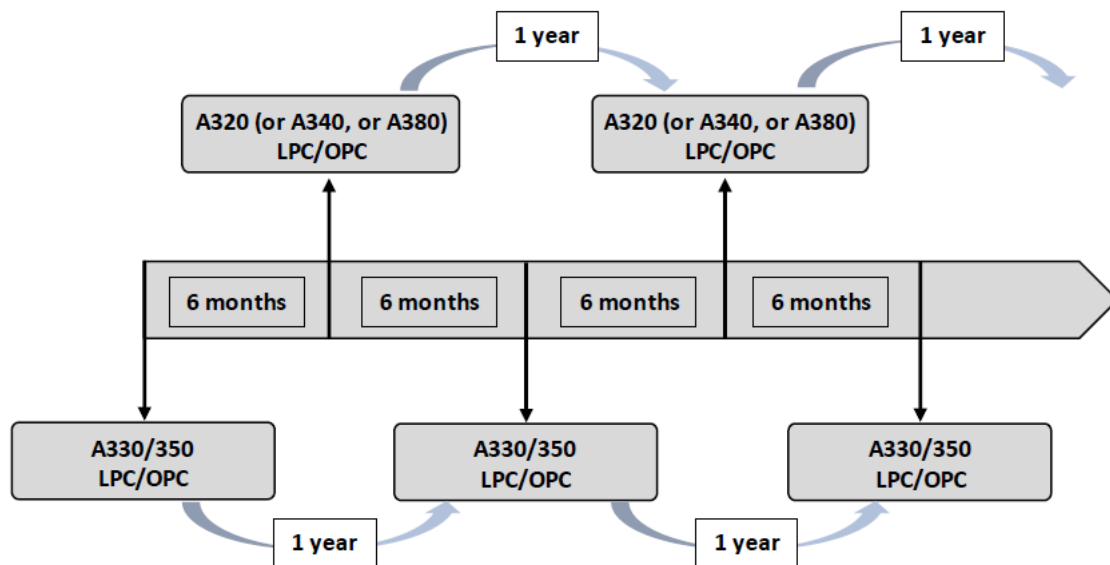 1 year
1 year
A320 (or A340, or A380)
LPC/OPC
A320 (or A340, or A380)
LPC/OPC
6 months
6 months
6 months
6 months
A330/350
LPC/OPC
A330/350
LPC/OPC
A330/350
LPC/OPC
1 year
1 year